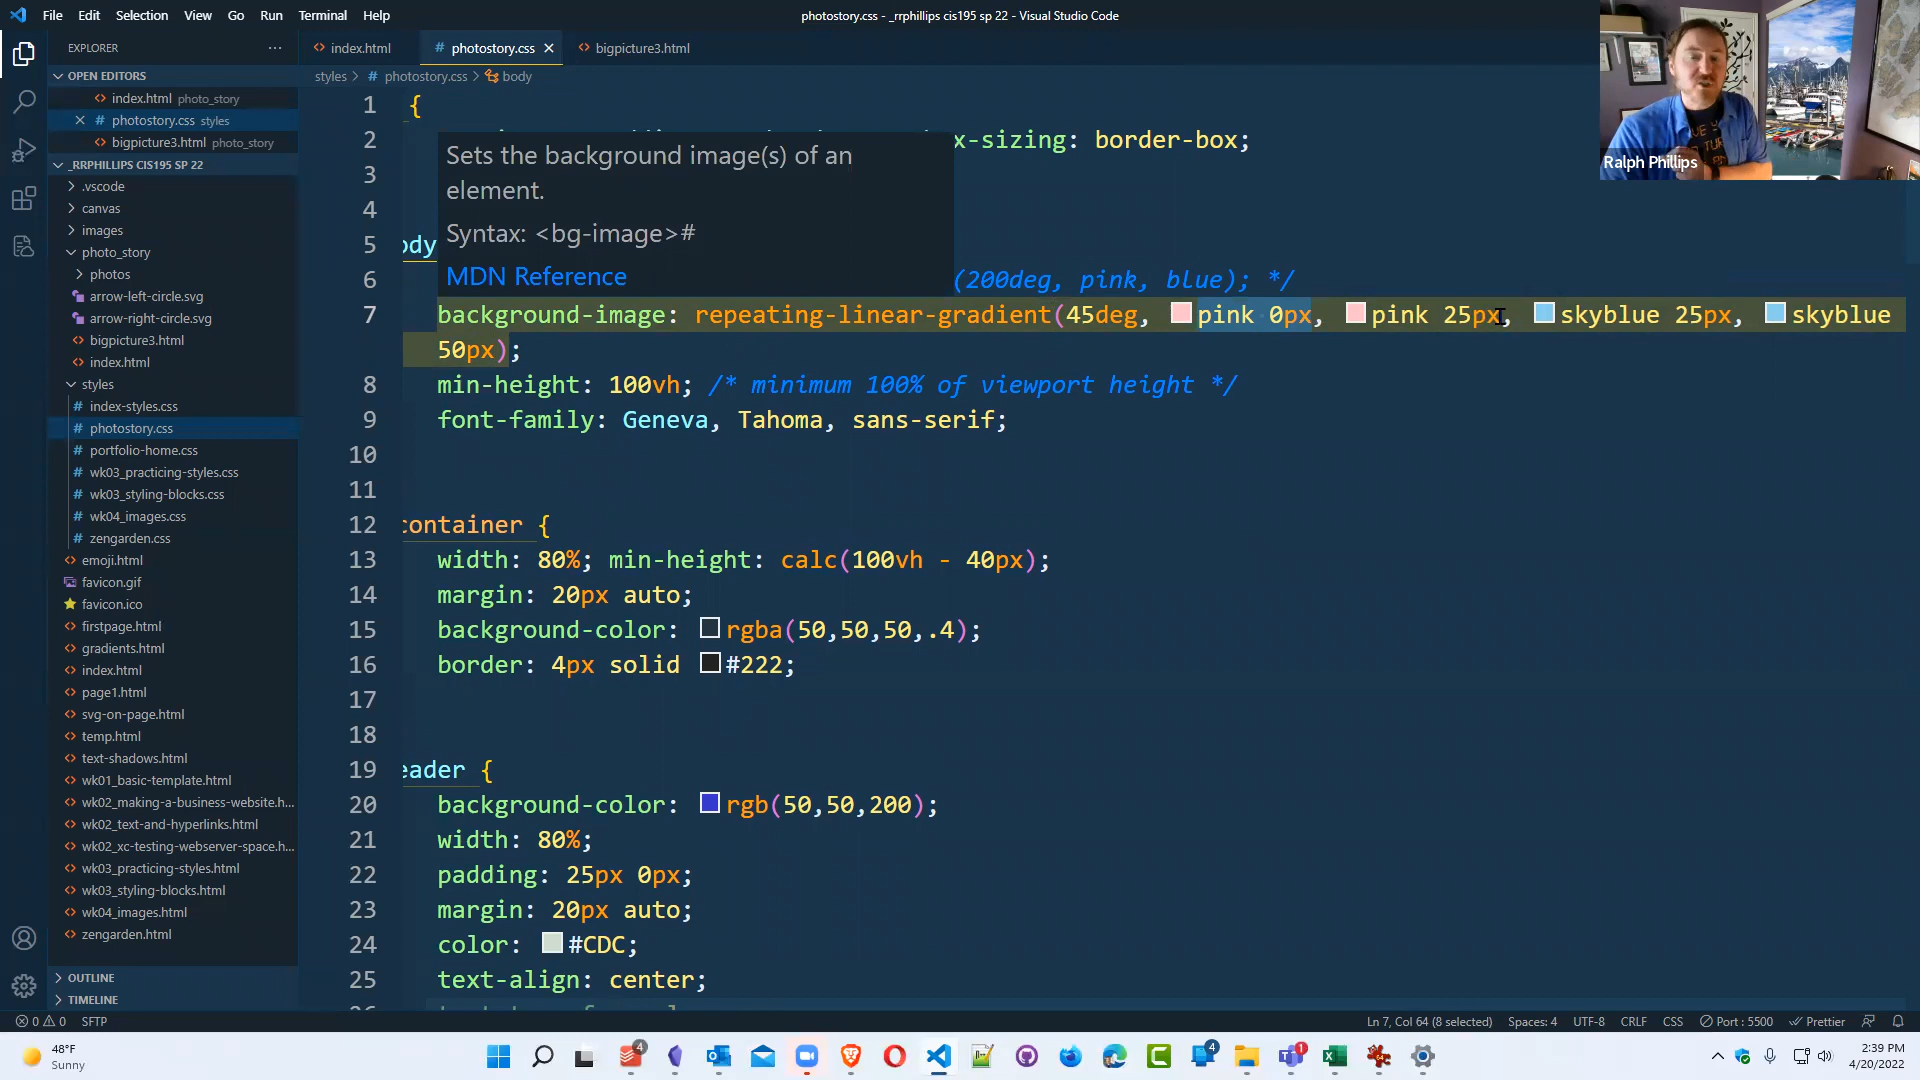 File Edit Selection View Go Run Terminal Help
photostory.css - _rrphillips cis195 sp 22 - Visual Studio Code
EXPLORER
index.html
photostory.css
bigpicture3.html
OPEN EDITORS
index.html photo_story
photostory.css styles
bigpicture3.html photo_story
_RRPHILLIPS CIS195 SP 22
.vscode
canvas
images
photo_story
photos
arrow-left-circle.svg
arrow-right-circle.svg
bigpicture3.html
index.html
styles
index-styles.css
photostory.css
portfolio-home.css
wk03_practicing-styles.css
wk03_styling-blocks.css
wk04_images.css
zengarden.css
emoji.html
favicon.gif
favicon.ico
firstpage.html
gradients.html
index.html
page1.html
svg-on-page.html
temp.html
text-shadows.html
wk01_basic-template.html
wk02_making-a-business-website.h...
wk02_text-and-hyperlinks.html
wk02_xc-testing-webserver-space.h...
wk03_practicing-styles.html
wk03_styling-blocks.html
wk04_images.html
zengarden.html
OUTLINE
TIMELINE
styles > photostory.css > body
1 {
2 x-sizing: border-box;
3
4
5 ody
6 (200deg, pink, blue); */
Sets the background image(s) of an
element.
Syntax: <bg-image>#
MDN Reference
7 background-image: repeating-linear-gradient(45deg, pink 0px, pink 25px, skyblue 25px, skyblue
50px);
8 min-height: 100vh; /* minimum 100% of viewport height */
9 font-family: Geneva, Tahoma, sans-serif;
10
11
12 container {
13 width: 80%; min-height: calc(100vh - 40px);
14 margin: 20px auto;
15 background-color: rgba(50,50,50,.4);
16 border: 4px solid #222;
17
18
19 eader {
20 background-color: rgb(50,50,200);
21 width: 80%;
22 padding: 25px 0px;
23 margin: 20px auto;
24 color: #CDC;
25 text-align: center;
Ralph Phillips
0 0 SFTP
Ln 7, Col 64 (8 selected) Spaces: 4 UTF-8 CRLF CSS Port : 5500 Prettier
48°F
Sunny
4
4
1
2:39 PM
4/20/2022